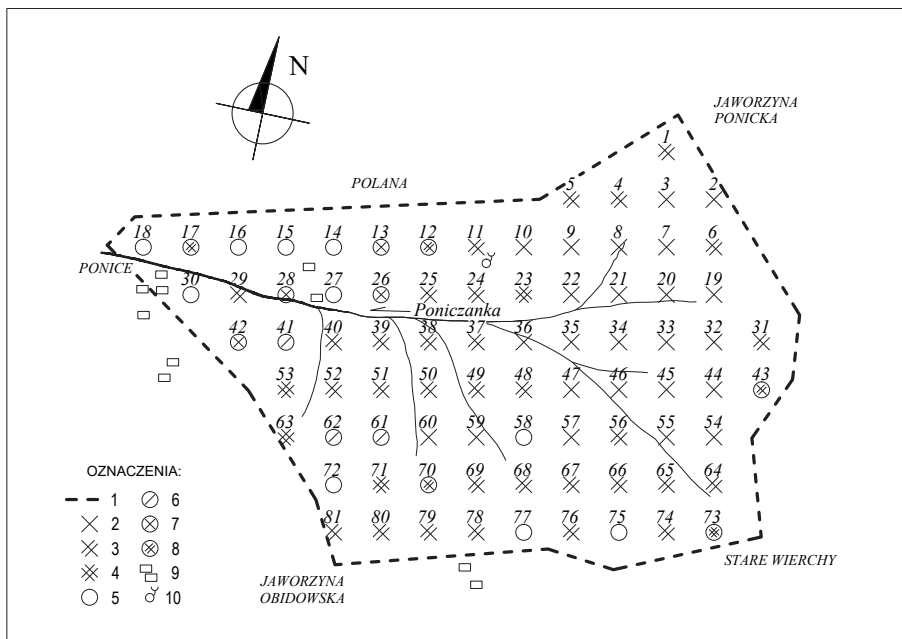 N
JAWORZYNA
PONICKA
1
POLANA
5 4 3 2
18 17 16 15 14 13 12 11 10 9 8 7 6
PONICE
30 29 28 27 26 25 24 23 22 21 20 19
Poniczanka
42 41 40 39 38 37 36 35 34 33 32 31
53 52 51 50 49 48 47 46 45 44 43
63 62 61 60 59 58 57 56 55 54
72 71 70 69 68 67 66 65 64
81 80 79 78 77 76 75 74 73
STARE WIERCHY
JAWORZYNA
OBIDOWSKA
OZNACZENIA:
1 6
2 7
3 8
4 9
5 10